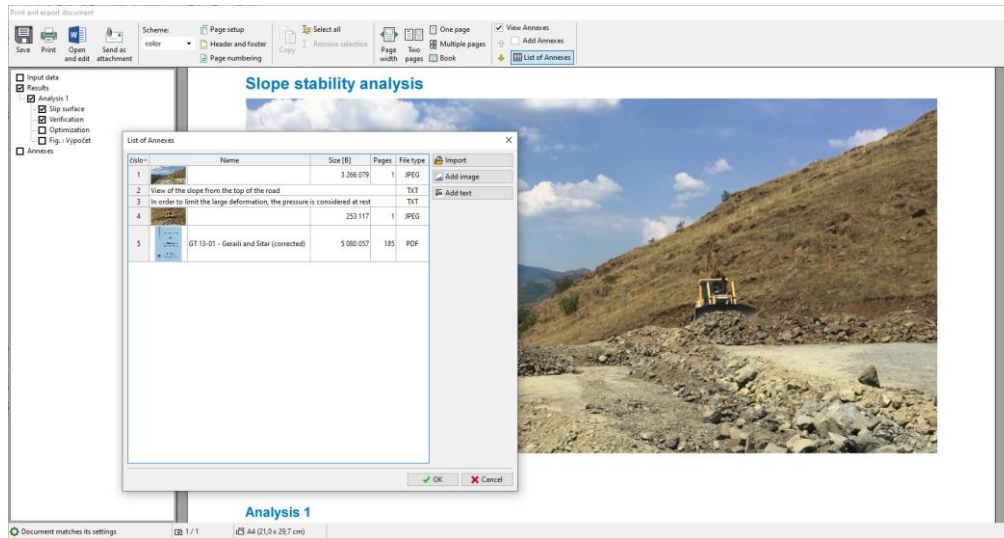 Print and export document
Save
Print
Open and edit
Send as attachment
Scheme:
color
Page setup
Header and footer
Page numbering
Copy
Select all
Remove selection
Page width
Two pages
One page
Multiple pages
Book
View Annexes
Add Annexes
List of Annexes
Input data
Results
Analysis 1
Slip surface
Verification
Optimization
Fig. : Výpočet
Annexes
Slope stability analysis
List of Annexes
číslo Name Size [B] Pages File type
1 3 266 079 1 JPEG
2 View of the slope from the top of the road TXT
3 In order to limit the large deformation, the pressure is considered at rest TXT
4 253 117 1 JPEG
5 GT 13-01 - Geraili and Sitar (corrected) 5 080 057 185 PDF
Import
Add image
Add text
OK
Cancel
Analysis 1
Document matches its settings
1 / 1
A4 (21,0 x 29,7 cm)